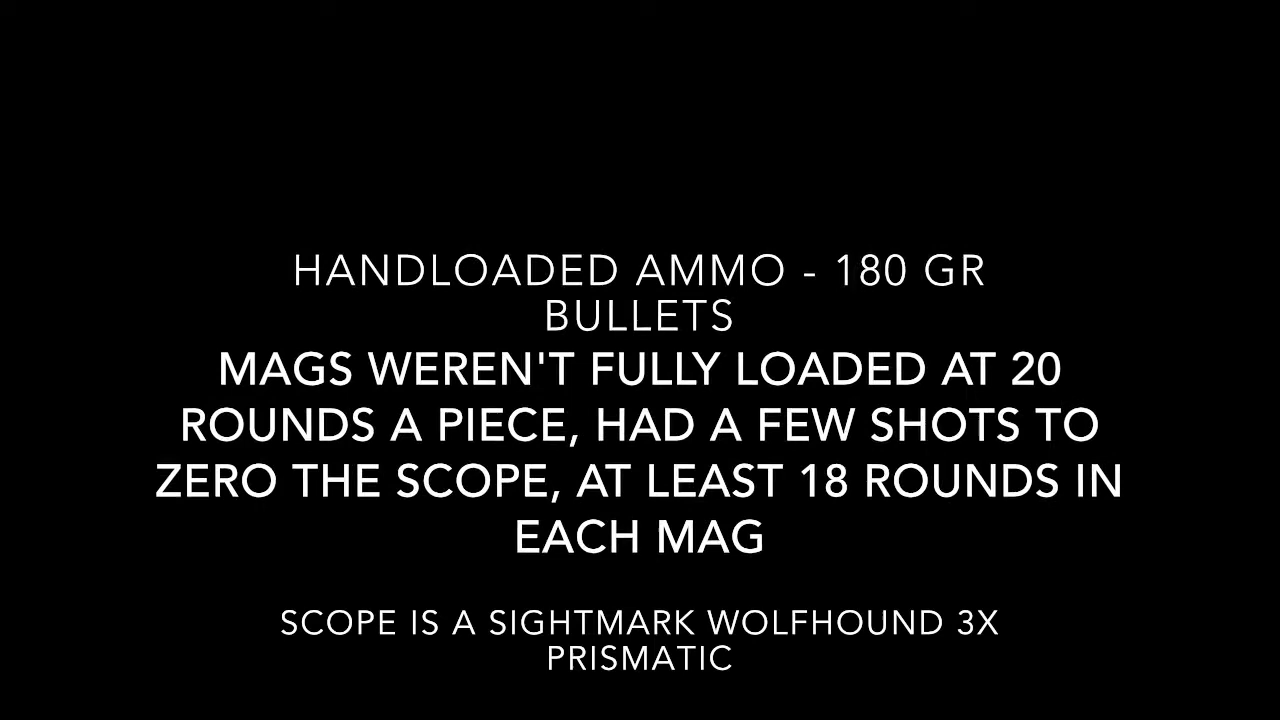 HANDLOADED AMMO - 180 GR
BULLETS
MAGS WEREN'T FULLY LOADED AT 20
ROUNDS A PIECE, HAD A FEW SHOTS TO
ZERO THE SCOPE, AT LEAST 18 ROUNDS IN
EACH MAG
SCOPE IS A SIGHTMARK WOLFHOUND 3X
PRISMATIC